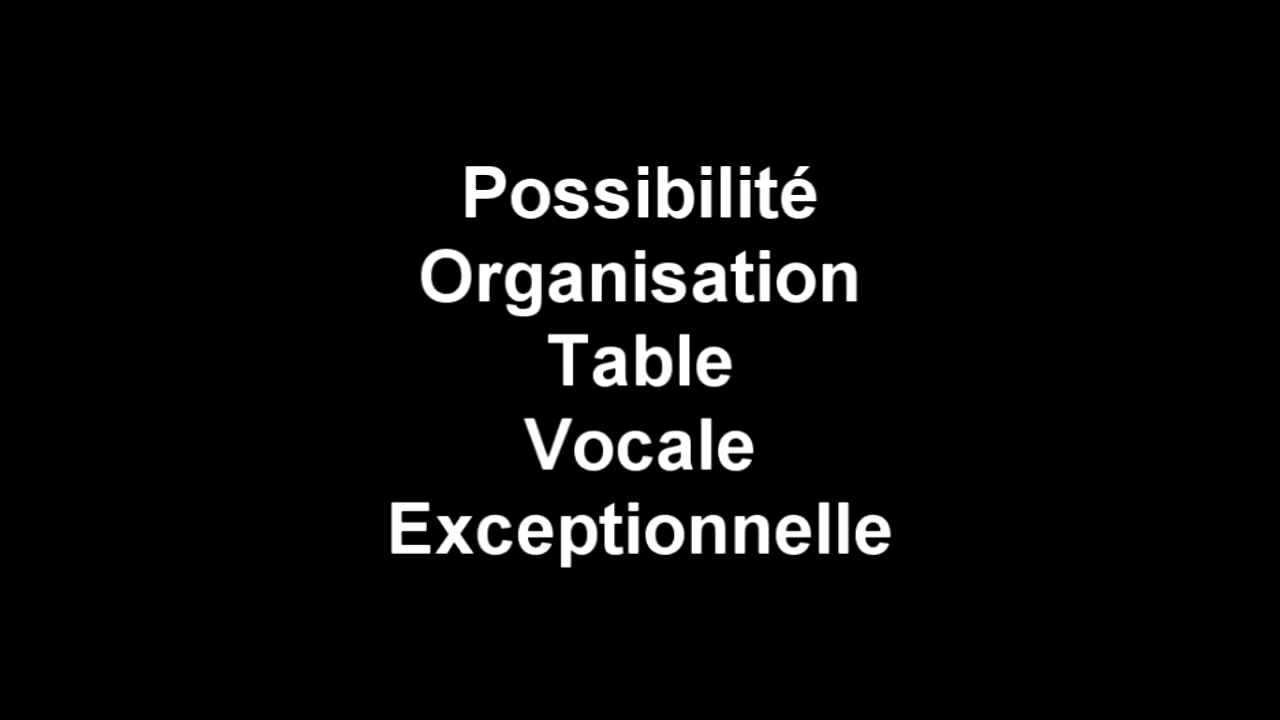 Possibilité
Organisation
Table
Vocale
Exceptionnelle